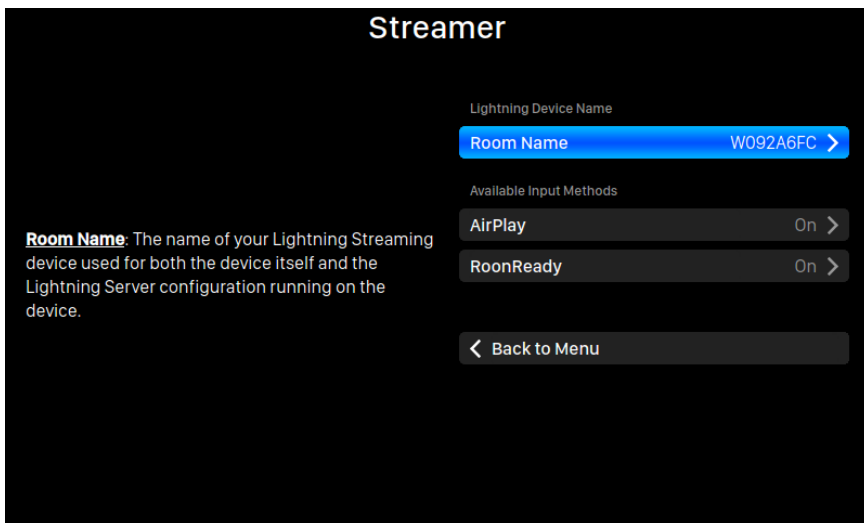 Streamer
Lightning Device Name
Room Name W092A6FC
Available Input Methods
AirPlay On
RoonReady On
Back to Menu
Room Name: The name of your Lightning Streaming
device used for both the device itself and the
Lightning Server configuration running on the
device.